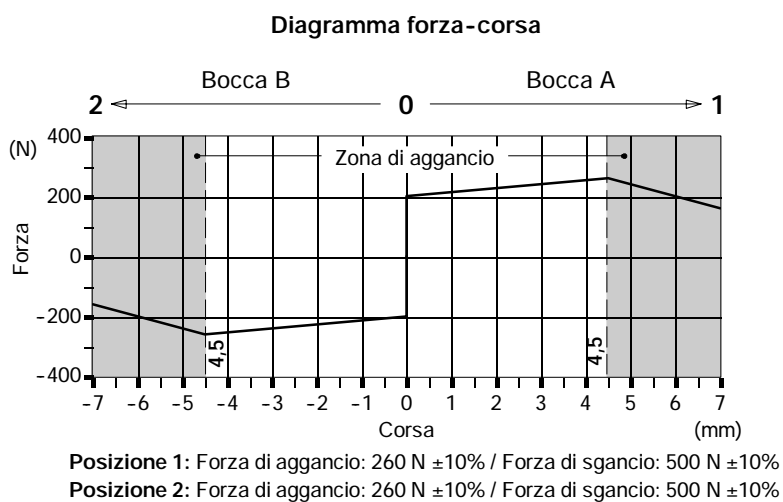 Diagramma forza-corsa
Bocca B Bocca A
2 0 1
(N)
400
200
0
-200
-400
Forza
Zona di aggancio
4,5 4,5
-7 -6 -5 -4 -3 -2 -1 0 1 2 3 4 5 6 7
Corsa (mm)
Posizione 1: Forza di aggancio: 260 N ±10% / Forza di sgancio: 500 N ±10%
Posizione 2: Forza di aggancio: 260 N ±10% / Forza di sgancio: 500 N ±10%